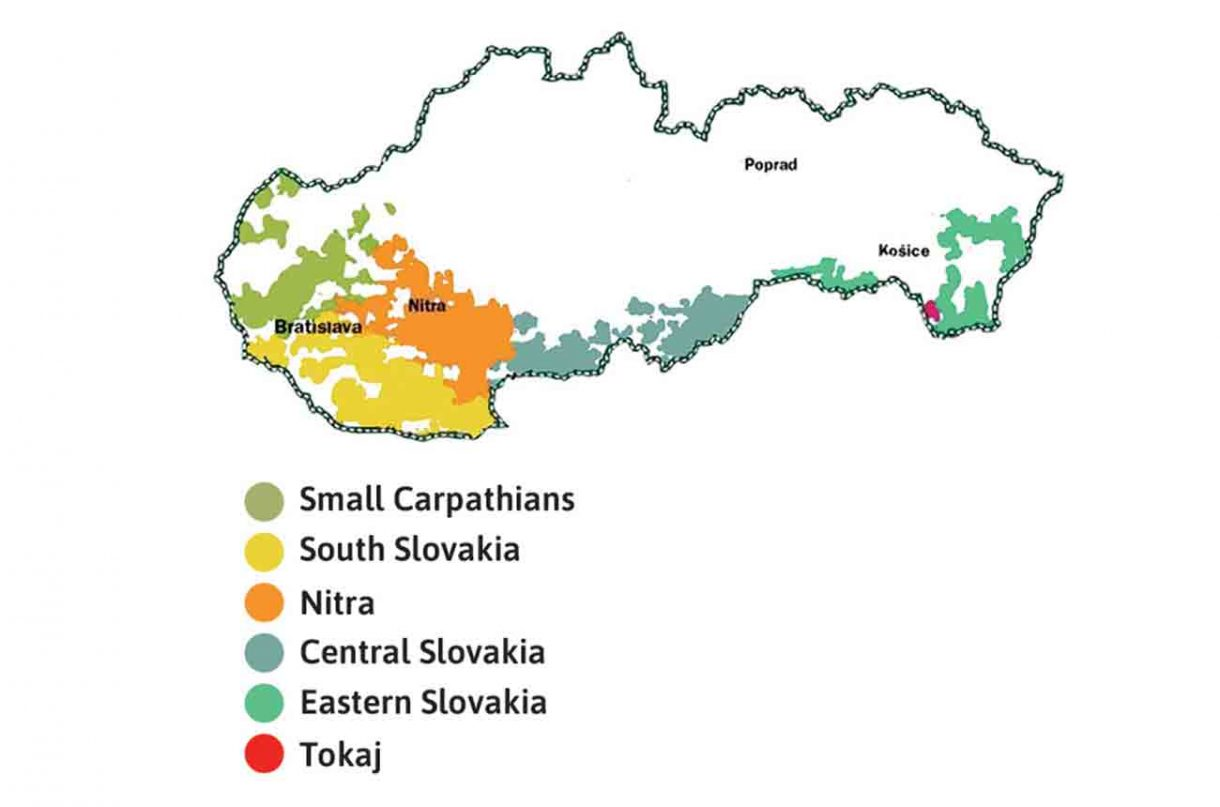 Poprad
Košice
Nitra
Bratislava
Small Carpathians
South Slovakia
Nitra
Central Slovakia
Eastern Slovakia
Tokaj